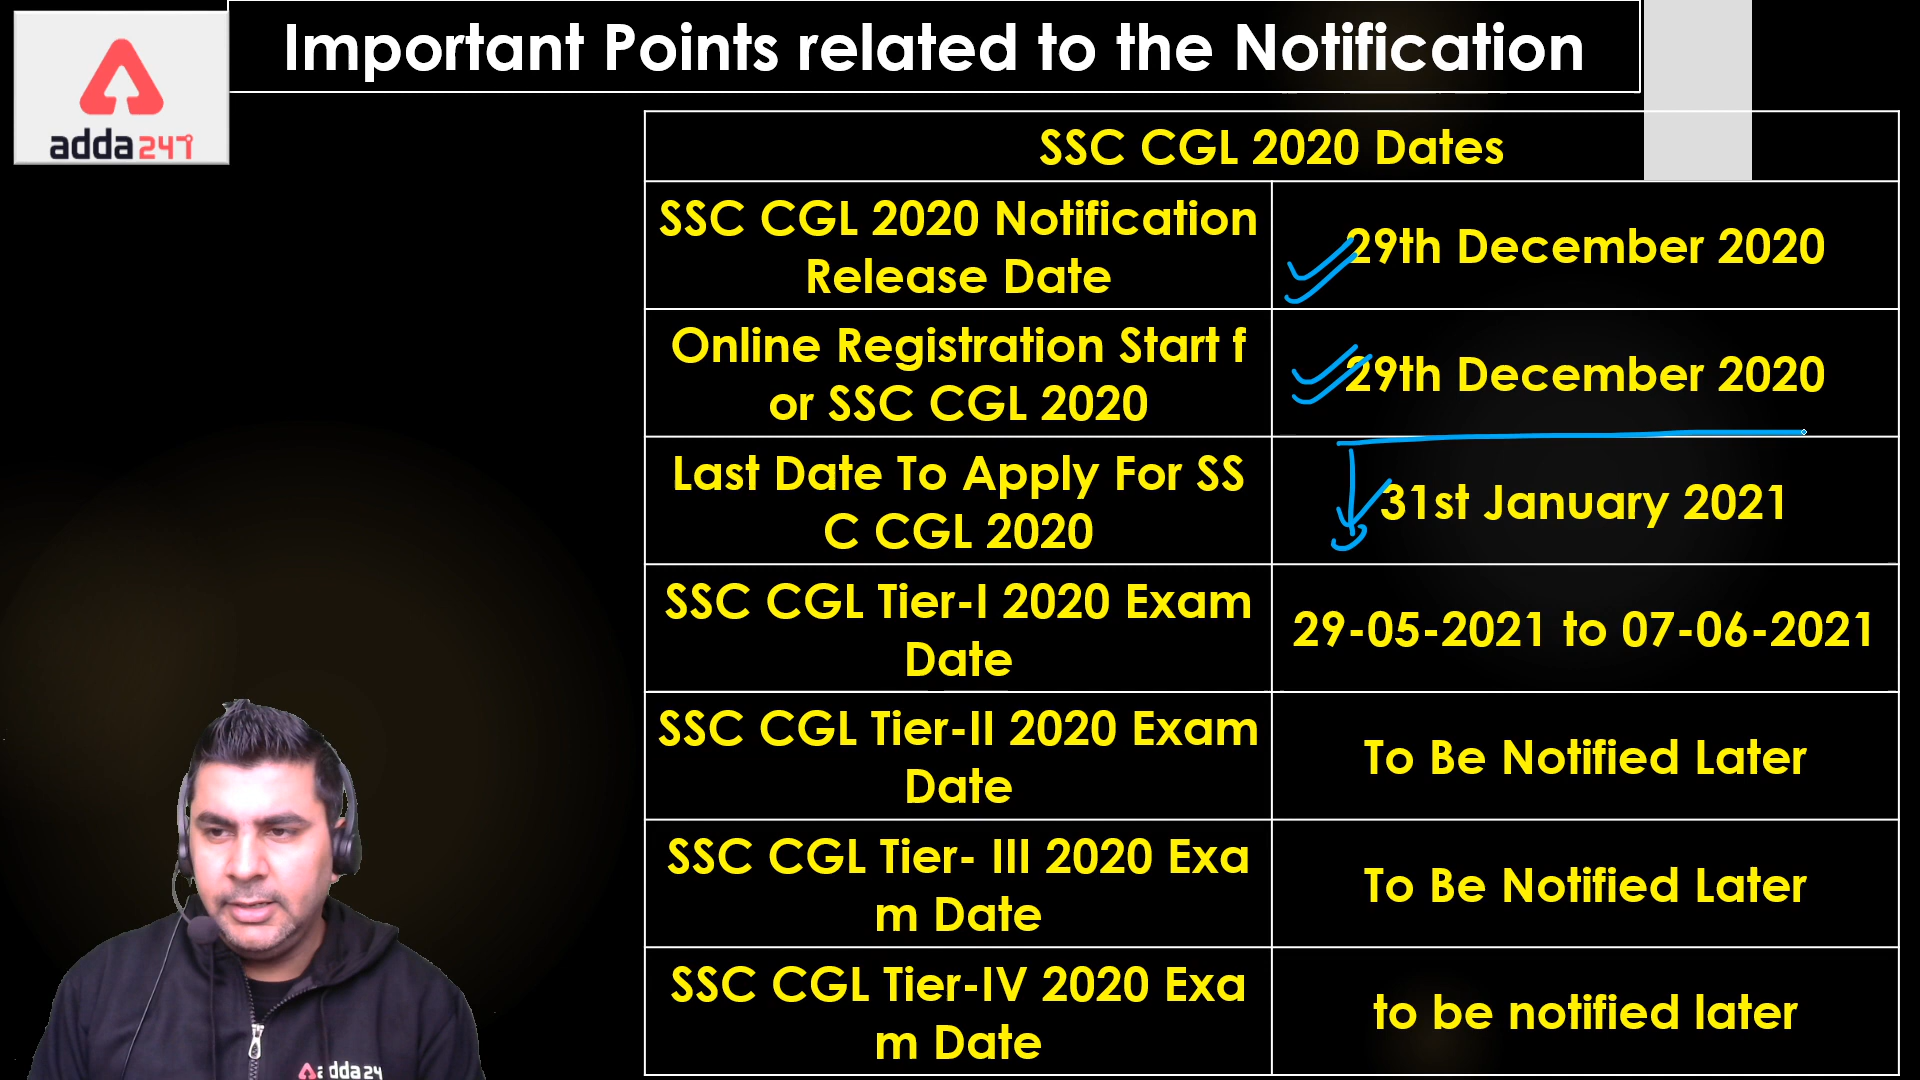 Important Points related to the Notification
adda247
SSC CGL 2020 Dates
SSC CGL 2020 Notification
Release Date
29th December 2020
Online Registration Start f
or SSC CGL 2020
29th December 2020
Last Date To Apply For SS
C CGL 2020
31st January 2021
SSC CGL Tier-I 2020 Exam
Date
29-05-2021 to 07-06-2021
SSC CGL Tier-II 2020 Exam
Date
To Be Notified Later
SSC CGL Tier- III 2020 Exa
m Date
To Be Notified Later
SSC CGL Tier-IV 2020 Exa
m Date
to be notified later
adda24